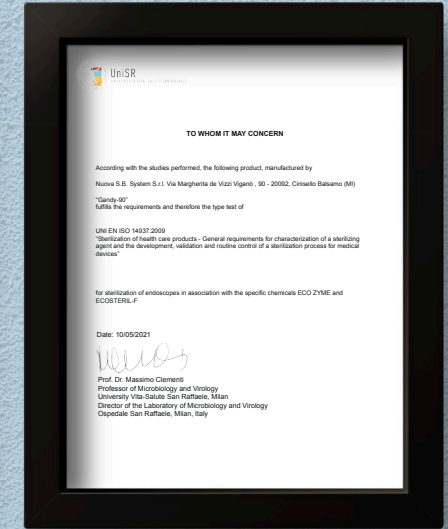 UniSR
TO WHOM IT MAY CONCERN
According with the studies performed, the following product, manufactured by
Nuova S.B. System S.r.l. Via Margherita de Vizzi Viganò , 90 - 20092, Cinisello Balsamo (MI)
"Gandy-90"
fulfills the requirements and therefore the type test of
UNI EN ISO 14937:2009
"Sterilization of health care products - General requirements for characterization of a sterilizing
agent and the development, validation and routine control of a sterilization process for medical
devices"
for sterilization of endoscopes in association with the specific chemicals ECO ZYME and
ECOSTERIL-F
Date: 10/05/2021
Prof. Dr. Massimo Clementi
Professor of Microbiology and Virology
University Vita-Salute San Raffaele, Milan
Director of the Laboratory of Microbiology and Virology
Ospedale San Raffaele, Milan, Italy